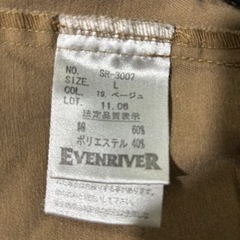 NO. SR-3007
SIZE. L
COL. 19. ベージュ
LOT. 11.06
法定品質表示
綿 60%
ポリエステル 40%
EVENRIVER